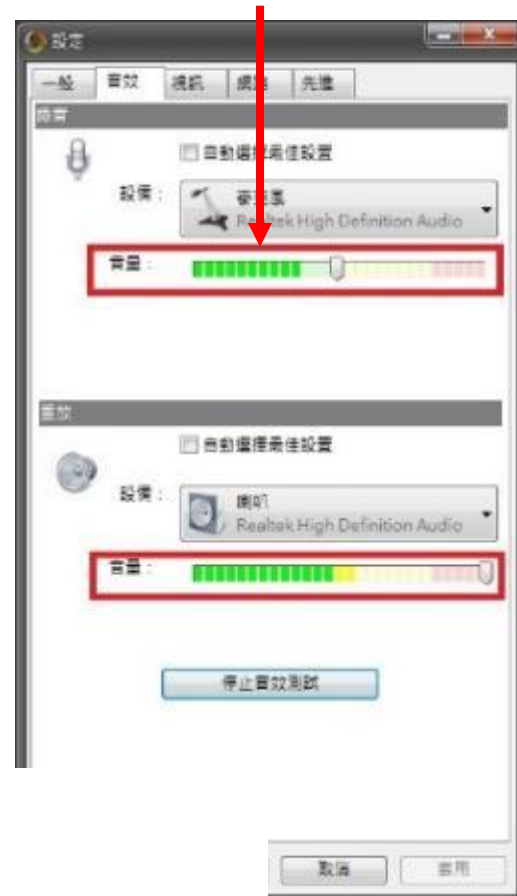 設定
一般 音效 視訊 網路 先進
錄音
自動選擇最佳設置
設備：
麥克風
Realtek High Definition Audio
音量：
重放
自動選擇最佳設置
設備：
喇叭
Realtek High Definition Audio
音量：
停止音效測試
取消 套用